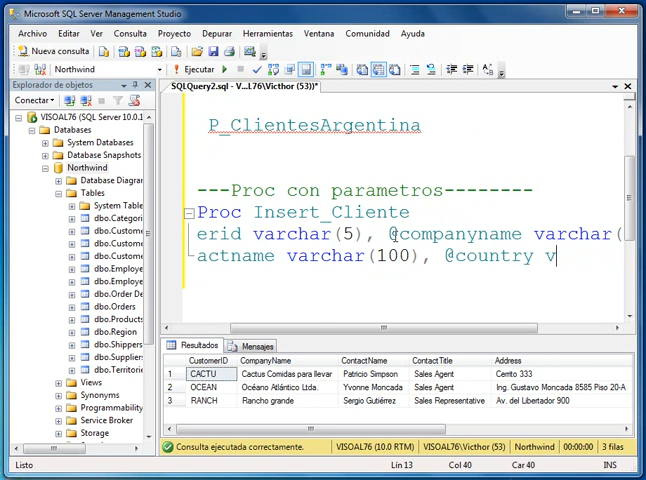 Microsoft SQL Server Management Studio
Archivo Editar Ver Consulta Proyecto Depurar Herramientas Ventana Comunidad Ayuda
Nueva consulta
Northwind Ejecutar
Explorador de objetos
SQLQuery2.sql - V...L76\Victhor (53))*
Conectar
VISOAL76 (SQL Server 10.0.1
Databases
System Databases
Database Snapshots
Northwind
Database Diagra
Tables
System Table
dbo.Categori
dbo.Custome
dbo.Custome
dbo.Custome
dbo.Employe
dbo.Employe
dbo.Order De
dbo.Orders
dbo.Products
dbo.Region
dbo.Shippers
dbo.Supplier
dbo.Territorie
Views
Synonyms
Programmability
Service Broker
Storage
P_ClientesArgentina
---Proc con parametros--------
Proc Insert_Cliente
erid varchar(5), @companyname varchar(
actname varchar(100), @country v
Resultados Mensajes
CustomerID CompanyName ContactName ContactTitle Address
1 CACTU Cactus Comidas para llevar Patricio Simpson Sales Agent Cerrito 333
2 OCEAN Océano Atlántico Ltda. Yvonne Moncada Sales Agent Ing. Gustavo Moncada 8585 Piso 20-A
3 RANCH Rancho grande Sergio Gutiérrez Sales Representative Av. del Libertador 900
Consulta ejecutada correctamente. VISOAL76 (10.0 RTM) VISOAL76\Victhor (53) Northwind 00:00:00 3 filas
Listo Lín 13 Col 40 Car 40 INS